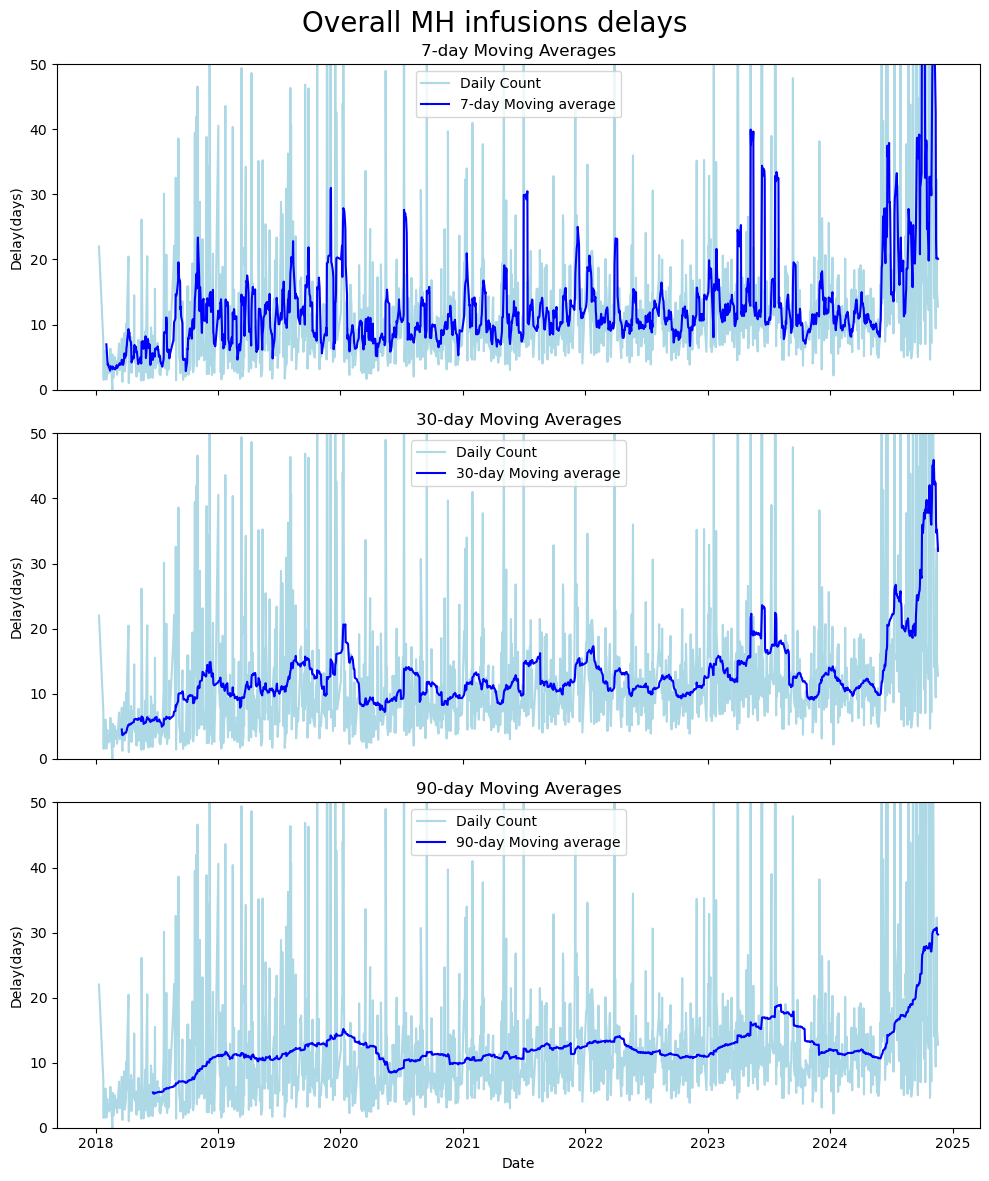 Overall MH infusions delays
7-day Moving Averages
50
40
30
20
10
0
Delay(days)
Daily Count
7-day Moving average
30-day Moving Averages
50
40
30
20
10
0
Delay(days)
Daily Count
30-day Moving average
90-day Moving Averages
50
40
30
20
10
0
Delay(days)
Daily Count
90-day Moving average
2018 2019 2020 2021 2022 2023 2024 2025
Date